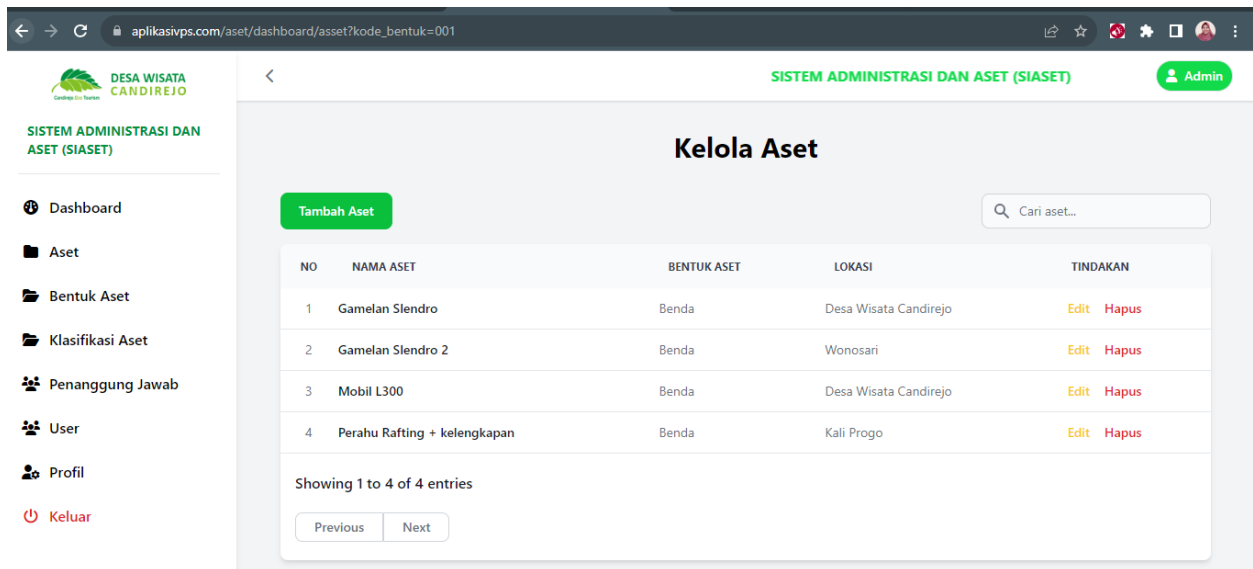 aplikasivps.com/aset/dashboard/asset?kode_bentuk=001
DESA WISATA
CANDIREJO
Candirejo Eco Tourism
SISTEM ADMINISTRASI DAN
ASET (SIASET)
Dashboard
Aset
Bentuk Aset
Klasifikasi Aset
Penanggung Jawab
User
Profil
Keluar
SISTEM ADMINISTRASI DAN ASET (SIASET)
Admin
Kelola Aset
Tambah Aset
Cari aset...
NO NAMA ASET BENTUK ASET LOKASI TINDAKAN
1 Gamelan Slendro Benda Desa Wisata Candirejo Edit Hapus
2 Gamelan Slendro 2 Benda Wonosari Edit Hapus
3 Mobil L300 Benda Desa Wisata Candirejo Edit Hapus
4 Perahu Rafting + kelengkapan Benda Kali Progo Edit Hapus
Showing 1 to 4 of 4 entries
Previous Next